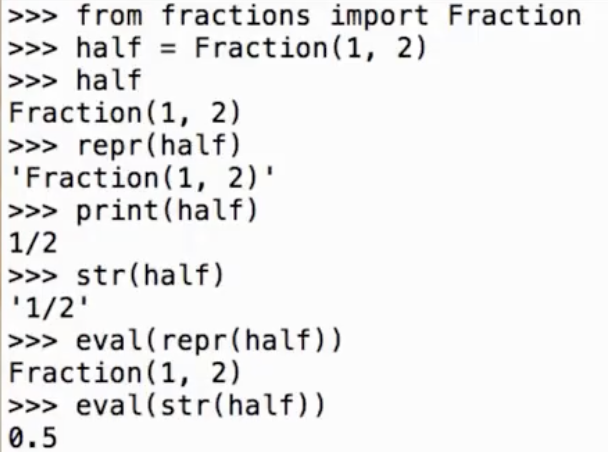 >>> from fractions import Fraction
>>> half = Fraction(1, 2)
>>> half
Fraction(1, 2)
>>> repr(half)
'Fraction(1, 2)'
>>> print(half)
1/2
>>> str(half)
'1/2'
>>> eval(repr(half))
Fraction(1, 2)
>>> eval(str(half))
0.5